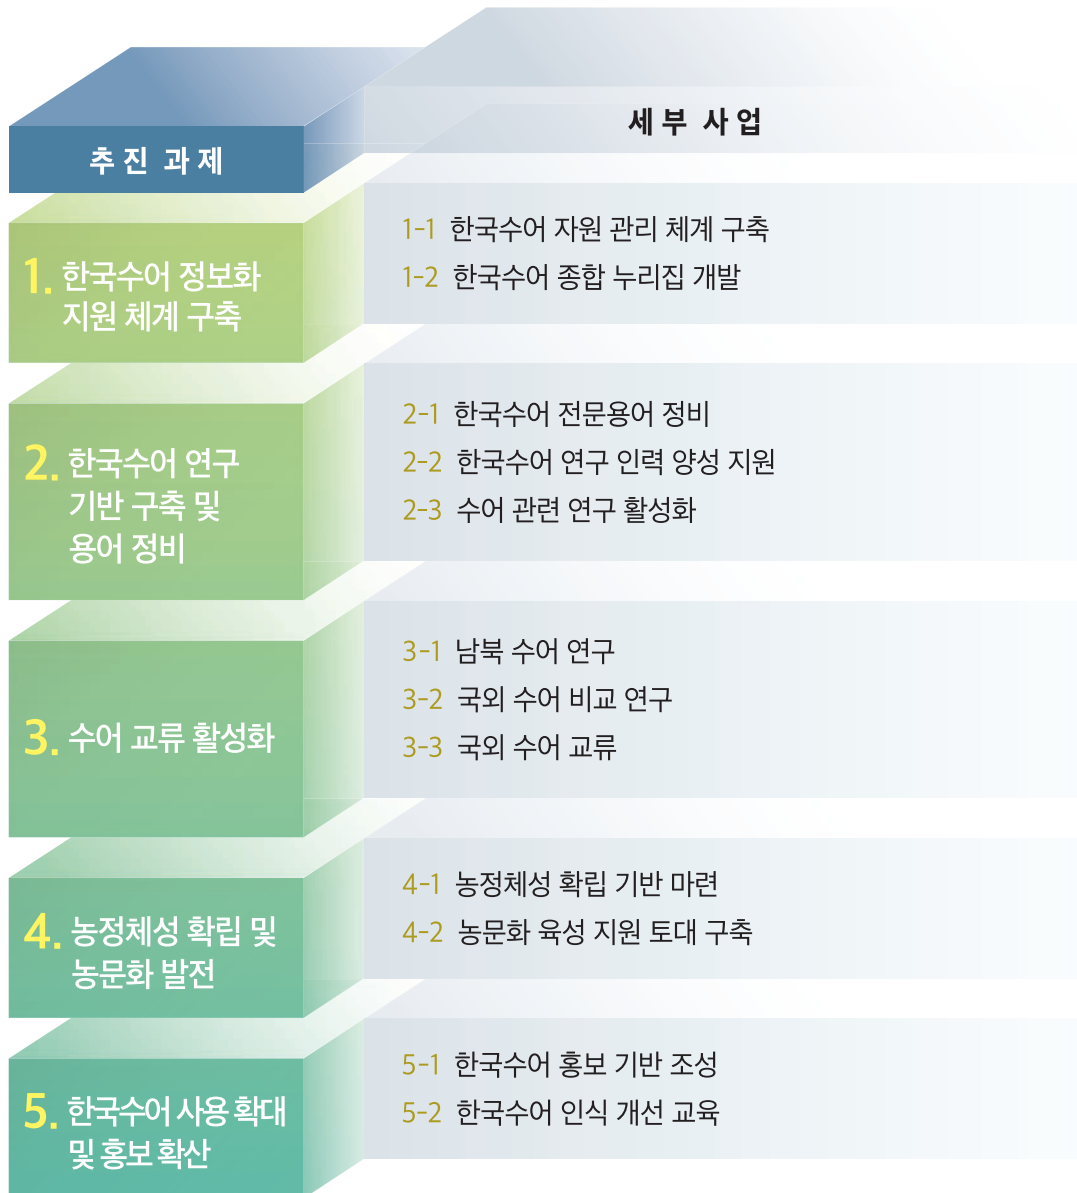 추진 과제
세부 사업
1. 한국수어 정보화
지원 체계 구축
1-1 한국수어 자원 관리 체계 구축
1-2 한국수어 종합 누리집 개발
2. 한국수어 연구
기반 구축 및
용어 정비
2-1 한국수어 전문용어 정비
2-2 한국수어 연구 인력 양성 지원
2-3 수어 관련 연구 활성화
3. 수어 교류 활성화
3-1 남북 수어 연구
3-2 국외 수어 비교 연구
3-3 국외 수어 교류
4. 농정체성 확립 및
농문화 발전
4-1 농정체성 확립 기반 마련
4-2 농문화 육성 지원 토대 구축
5. 한국수어 사용 확대
및 홍보 확산
5-1 한국수어 홍보 기반 조성
5-2 한국수어 인식 개선 교육